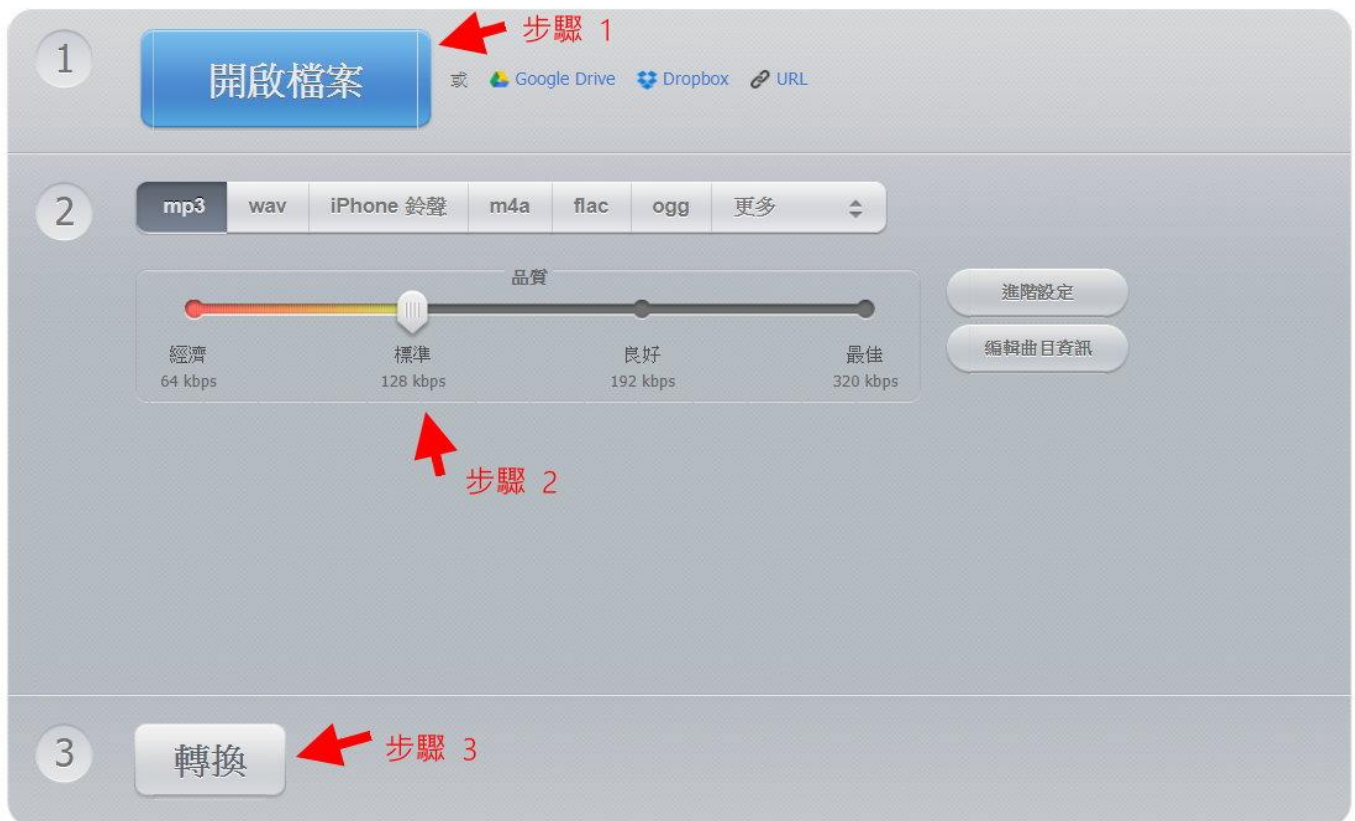 步驟 1
1
開啟檔案 或 Google Drive Dropbox URL
2
mp3 wav iPhone 鈴聲 m4a flac ogg 更多
品質
經濟 標準 良好 最佳
64 kbps 128 kbps 192 kbps 320 kbps
進階設定
編輯曲目資訊
步驟 2
3
轉換
步驟 3